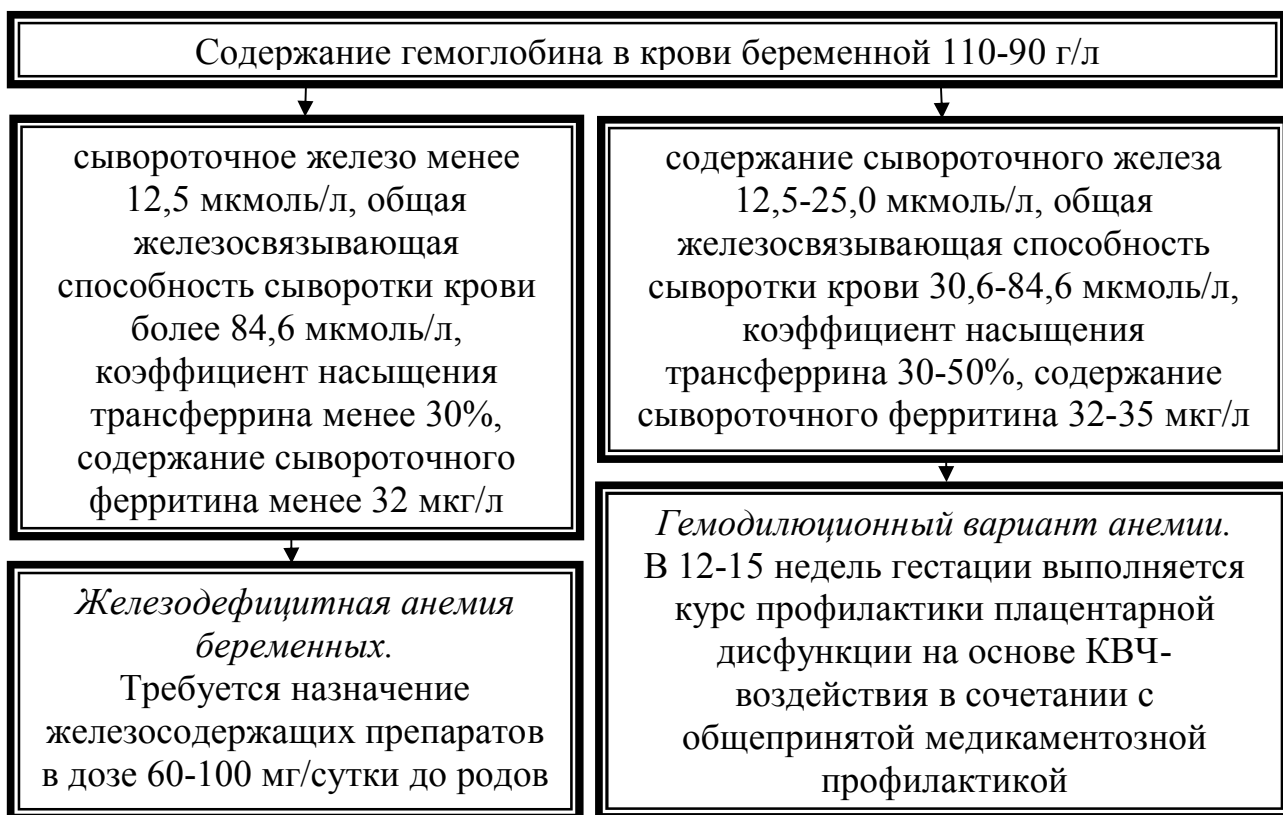 Содержание гемоглобина в крови беременной 110-90 г/л
сывороточное железо менее
12,5 мкмоль/л, общая
железосвязывающая
способность сыворотки крови
более 84,6 мкмоль/л,
коэффициент насыщения
трансферрина менее 30%,
содержание сывороточного
ферритина менее 32 мкг/л
Железодефицитная анемия
беременных.
Требуется назначение
железосодержащих препаратов
в дозе 60-100 мг/сутки до родов
содержание сывороточного железа
12,5-25,0 мкмоль/л, общая
железосвязывающая способность
сыворотки крови 30,6-84,6 мкмоль/л,
коэффициент насыщения
трансферрина 30-50%, содержание
сывороточного ферритина 32-35 мкг/л
Гемодилюционный вариант анемии.
В 12-15 недель гестации выполняется
курс профилактики плацентарной
дисфункции на основе КВЧ-
воздействия в сочетании с
общепринятой медикаментозной
профилактикой